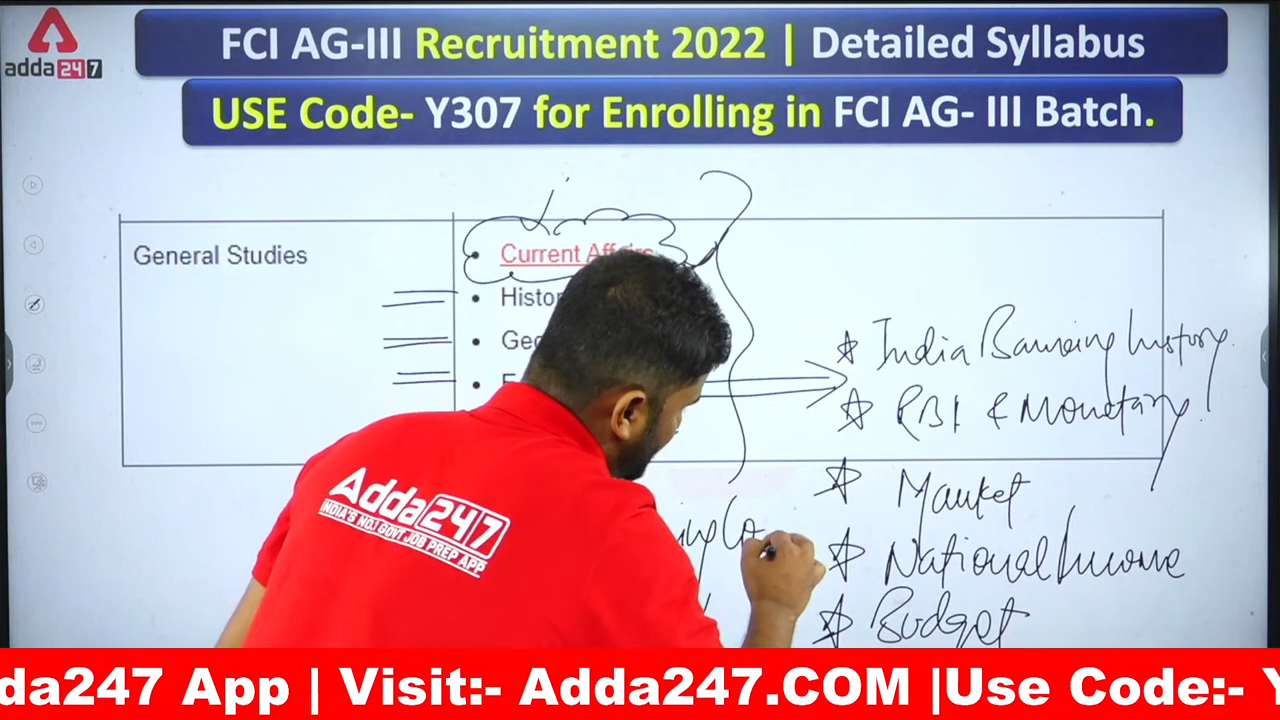 FCI AG-III Recruitment 2022 | Detailed Syllabus
adda247
USE Code- Y307 for Enrolling in FCI AG- III Batch.
General Studies
• Current Affairs
• Histor
• Geo
* India Banking history.
* RBI & Monetary
* Market
* National Income
* Budget
Adda247
INDIA'S NO.1 GOVT JOB PREP APP
da247 App | Visit:- Adda247.COM |Use Code:- Y